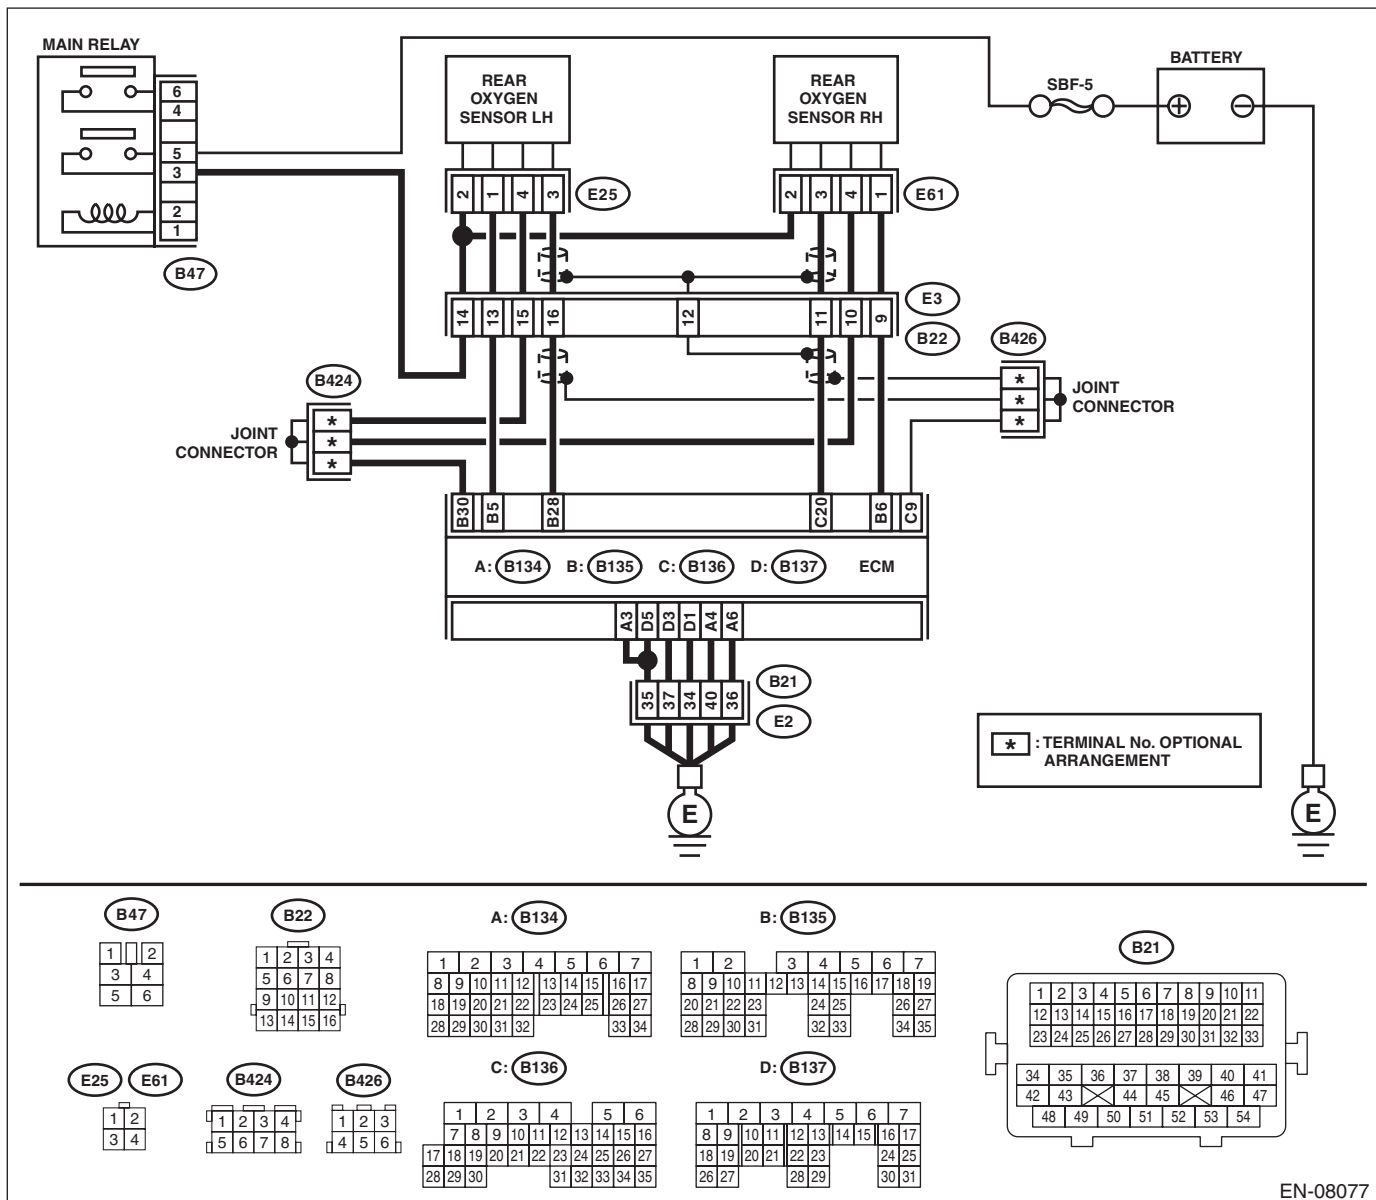 MAIN RELAY
6
4
5
3
2
1
B47
REAR
OXYGEN
SENSOR LH
REAR
OXYGEN
SENSOR RH
SBF-5
BATTERY
2 1 4 3
E25
2 3 4 1
E61
14 13 15 16 12 11 10 9
E3
B22
B424
*
*
*
JOINT
CONNECTOR
B426
*
*
*
JOINT
CONNECTOR
B30 B5 B28 C20 B6 C9
A: B134 B: B135 C: B136 D: B137 ECM
A3 D5 D3 D1 A4 A6
35 37 34 40 36
B21
E2
E
* : TERMINAL No. OPTIONAL
ARRANGEMENT
E
B47
1 2
3 4
5 6
B22
1 2 3 4
5 6 7 8
9 10 11 12
13 14 15 16
A: B134
1 2 3 4 5 6 7
8 9 10 11 12 13 14 15 16 17
18 19 20 21 22 23 24 25 26 27
28 29 30 31 32 33 34
B: B135
1 2 3 4 5 6 7
8 9 10 11 12 13 14 15 16 17 18 19
20 21 22 23 24 25 26 27
28 29 30 31 32 33 34 35
B21
1 2 3 4 5 6 7 8 9 10 11
12 13 14 15 16 17 18 19 20 21 22
23 24 25 26 27 28 29 30 31 32 33
34 35 36 37 38 39 40 41
42 43 44 45 46 47
48 49 50 51 52 53 54
E25 E61
1 2
3 4
B424
1 2 3 4
5 6 7 8
B426
1 2 3
4 5 6
C: B136
1 2 3 4 5 6
7 8 9 10 11 12 13 14 15 16
17 18 19 20 21 22 23 24 25 26 27
28 29 30 31 32 33 34 35
D: B137
1 2 3 4 5 6 7
8 9 10 11 12 13 14 15 16 17
18 19 20 21 22 23 24 25
26 27 28 29 30 31
EN-08077